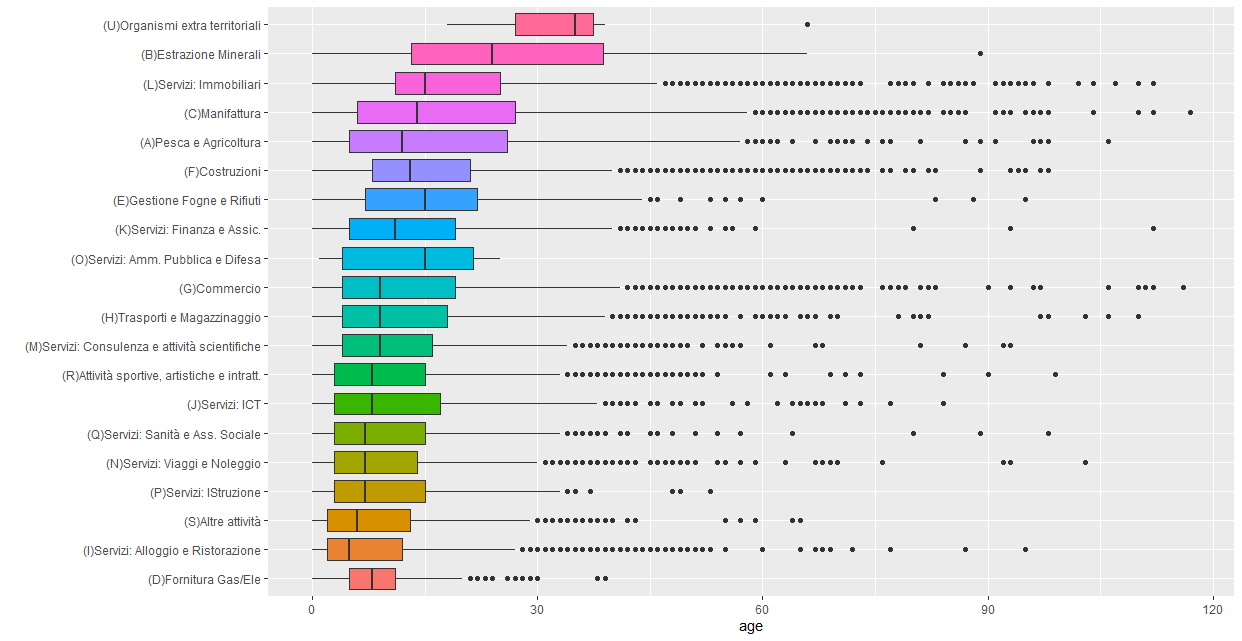 (U)Organismi extra territoriali
(B)Estrazione Minerali
(L)Servizi: Immobiliari
(C)Manifattura
(A)Pesca e Agricoltura
(F)Costruzioni
(E)Gestione Fogne e Rifiuti
(K)Servizi: Finanza e Assic.
(O)Servizi: Amm. Pubblica e Difesa
(G)Commercio
(H)Trasporti e Magazzinaggio
(M)Servizi: Consulenza e attività scientifiche
(R)Attività sportive, artistiche e intratt.
(J)Servizi: ICT
(Q)Servizi: Sanità e Ass. Sociale
(N)Servizi: Viaggi e Noleggio
(P)Servizi: IStruzione
(S)Altre attività
(I)Servizi: Alloggio e Ristorazione
(D)Fornitura Gas/Ele
0 30 60 90 120
age